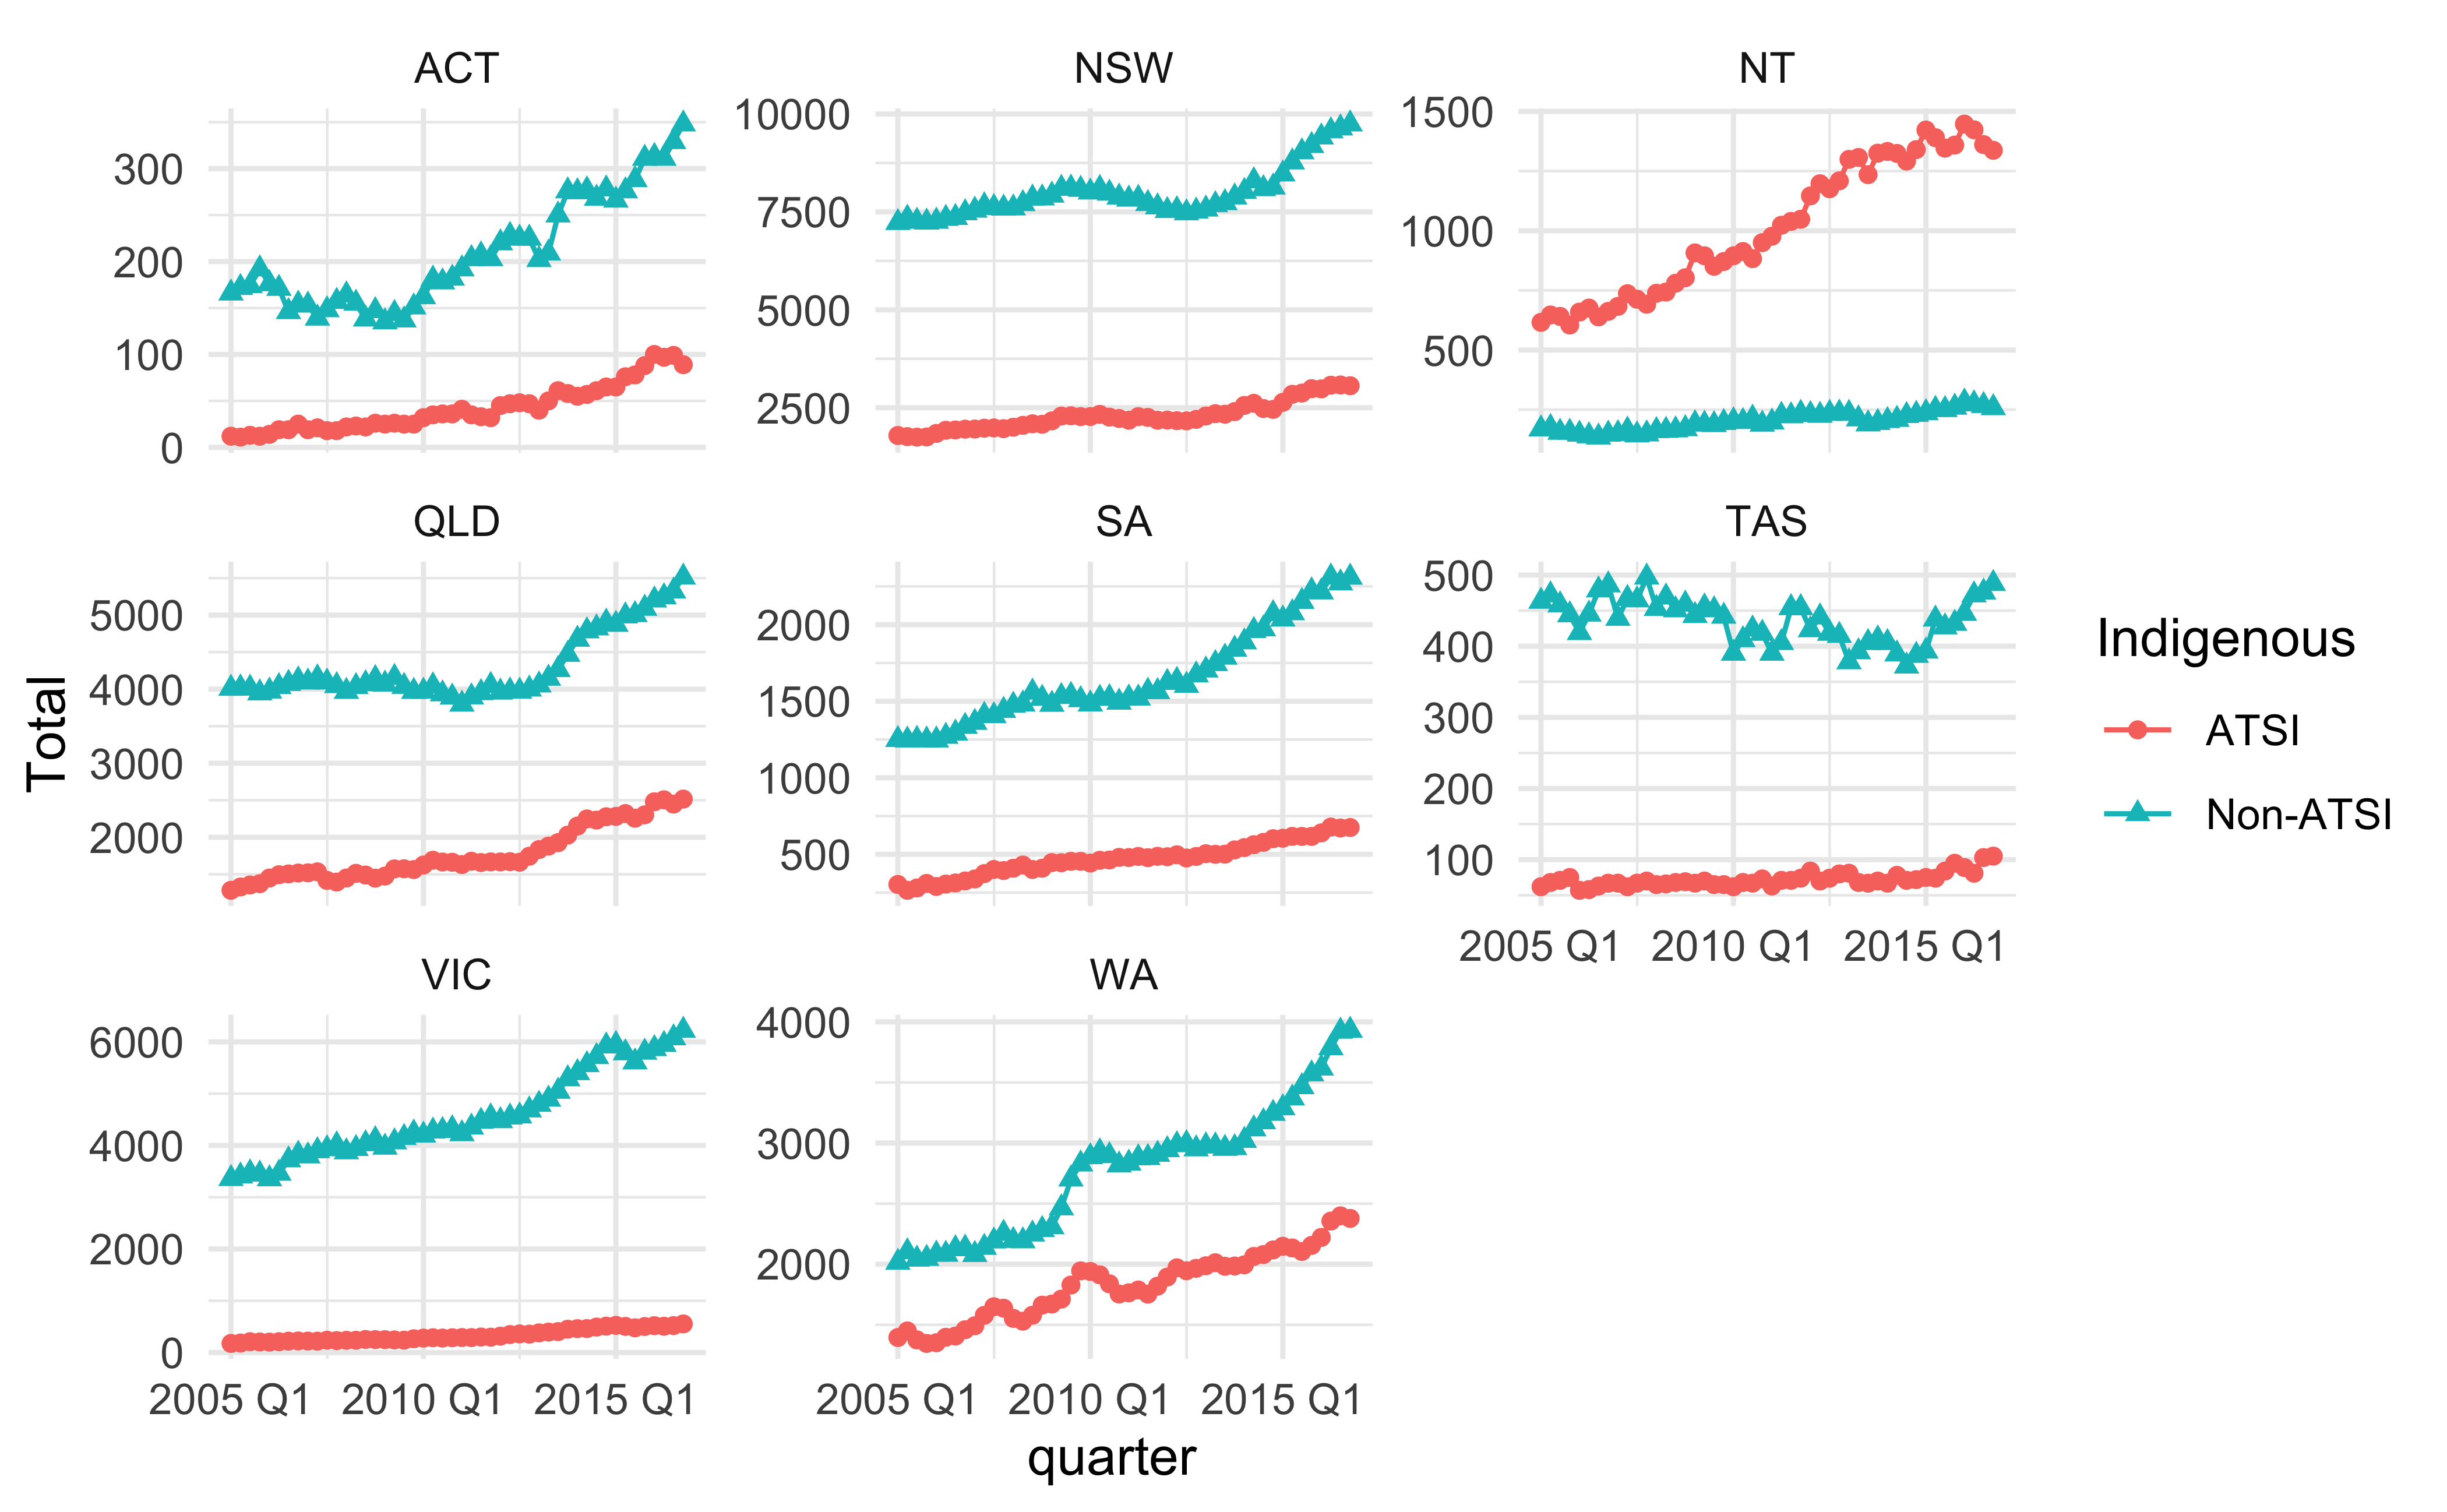 ACT
NSW
NT
300
200
100
0
10000
7500
5000
2500
1500
1000
500
QLD
SA
TAS
5000
4000
3000
2000
2000
1500
1000
500
500
400
300
200
100
2005 Q1 2010 Q1 2015 Q1
VIC
WA
6000
4000
2000
0
4000
3000
2000
2005 Q1 2010 Q1 2015 Q1
2005 Q1 2010 Q1 2015 Q1
Total
quarter
Indigenous
ATSI
Non-ATSI